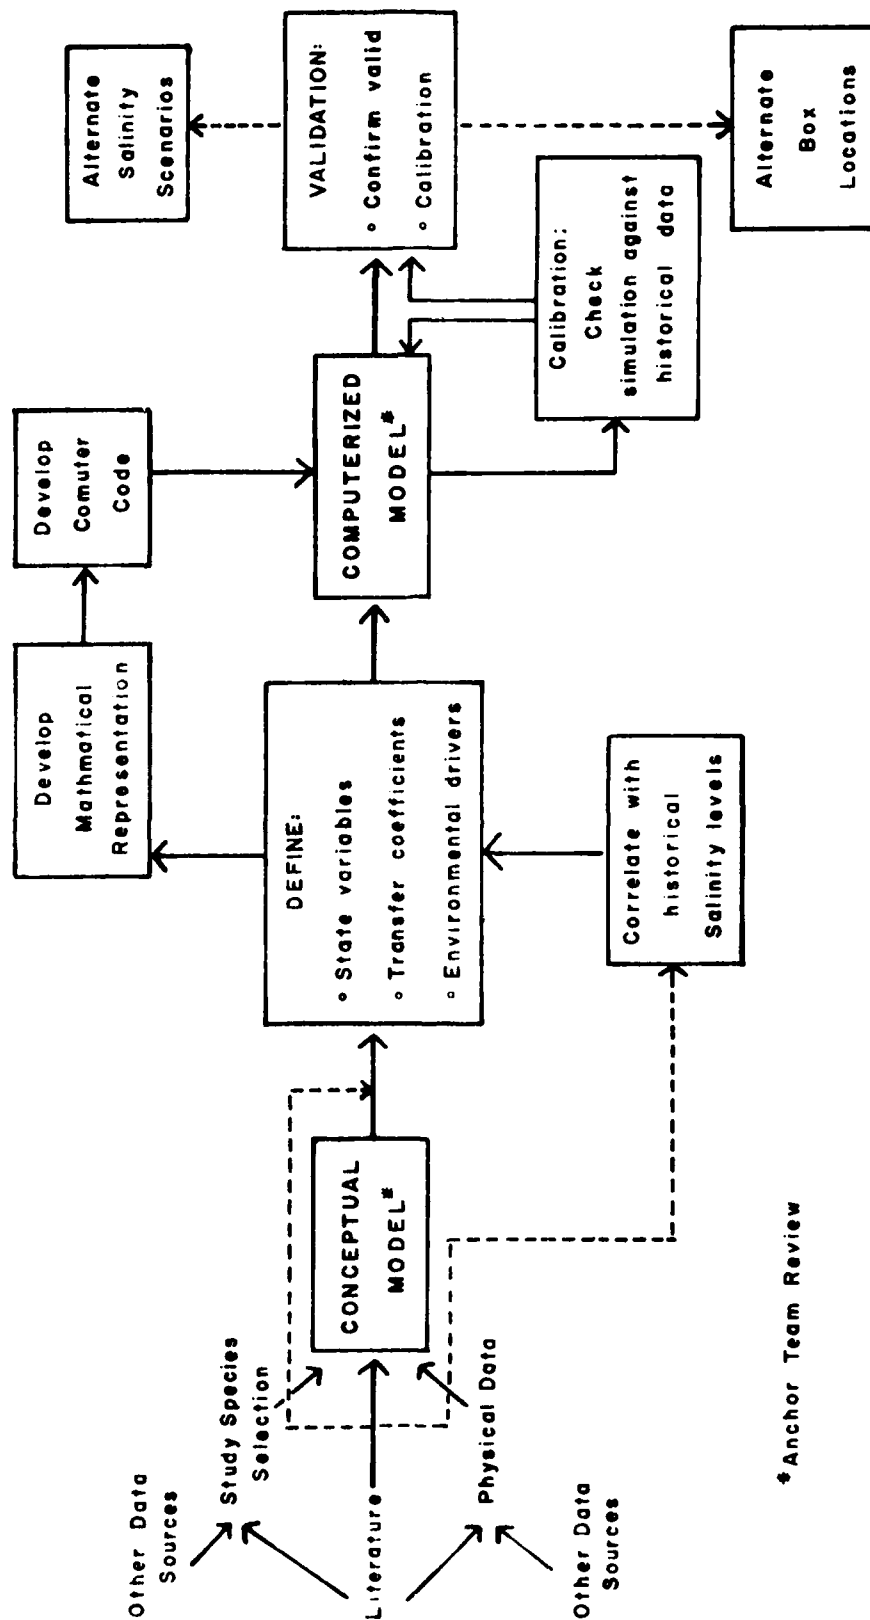 Other Data
Sources
Study Species
Selection
Literature
Physical Data
Other Data
Sources
CONCEPTUAL
MODEL*
DEFINE:
State variables
Transfer coefficients
Environmental drivers
Correlate with
historical
Salinity levels
Develop
Mathmatical
Representation
Develop
Comuter
Code
COMPUTERIZED
MODEL*
Calibration:
Check
simulation against
historical data
VALIDATION:
Confirm valid
Calibration
Alternate
Salinity
Scenarios
Alternate
Box
Locations
*Anchor Team Review